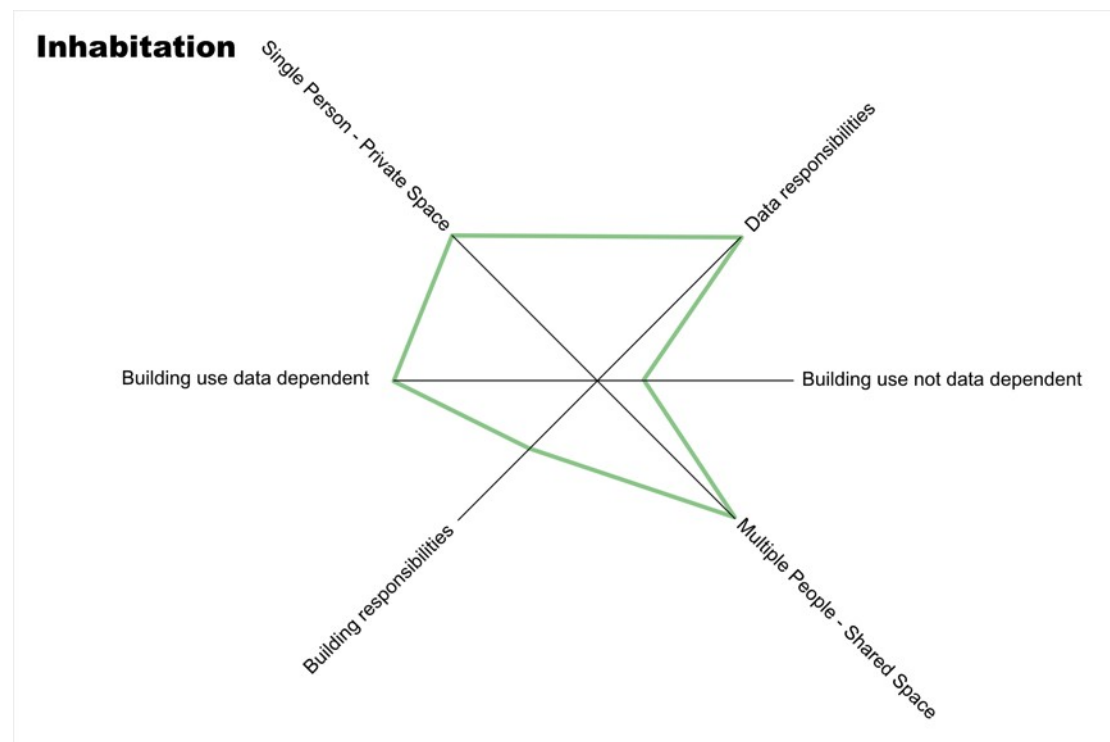 Inhabitation
Single Person - Private Space
Data responsibilities
Building use data dependent
Building use not data dependent
Building responsibilities
Multiple People - Shared Space